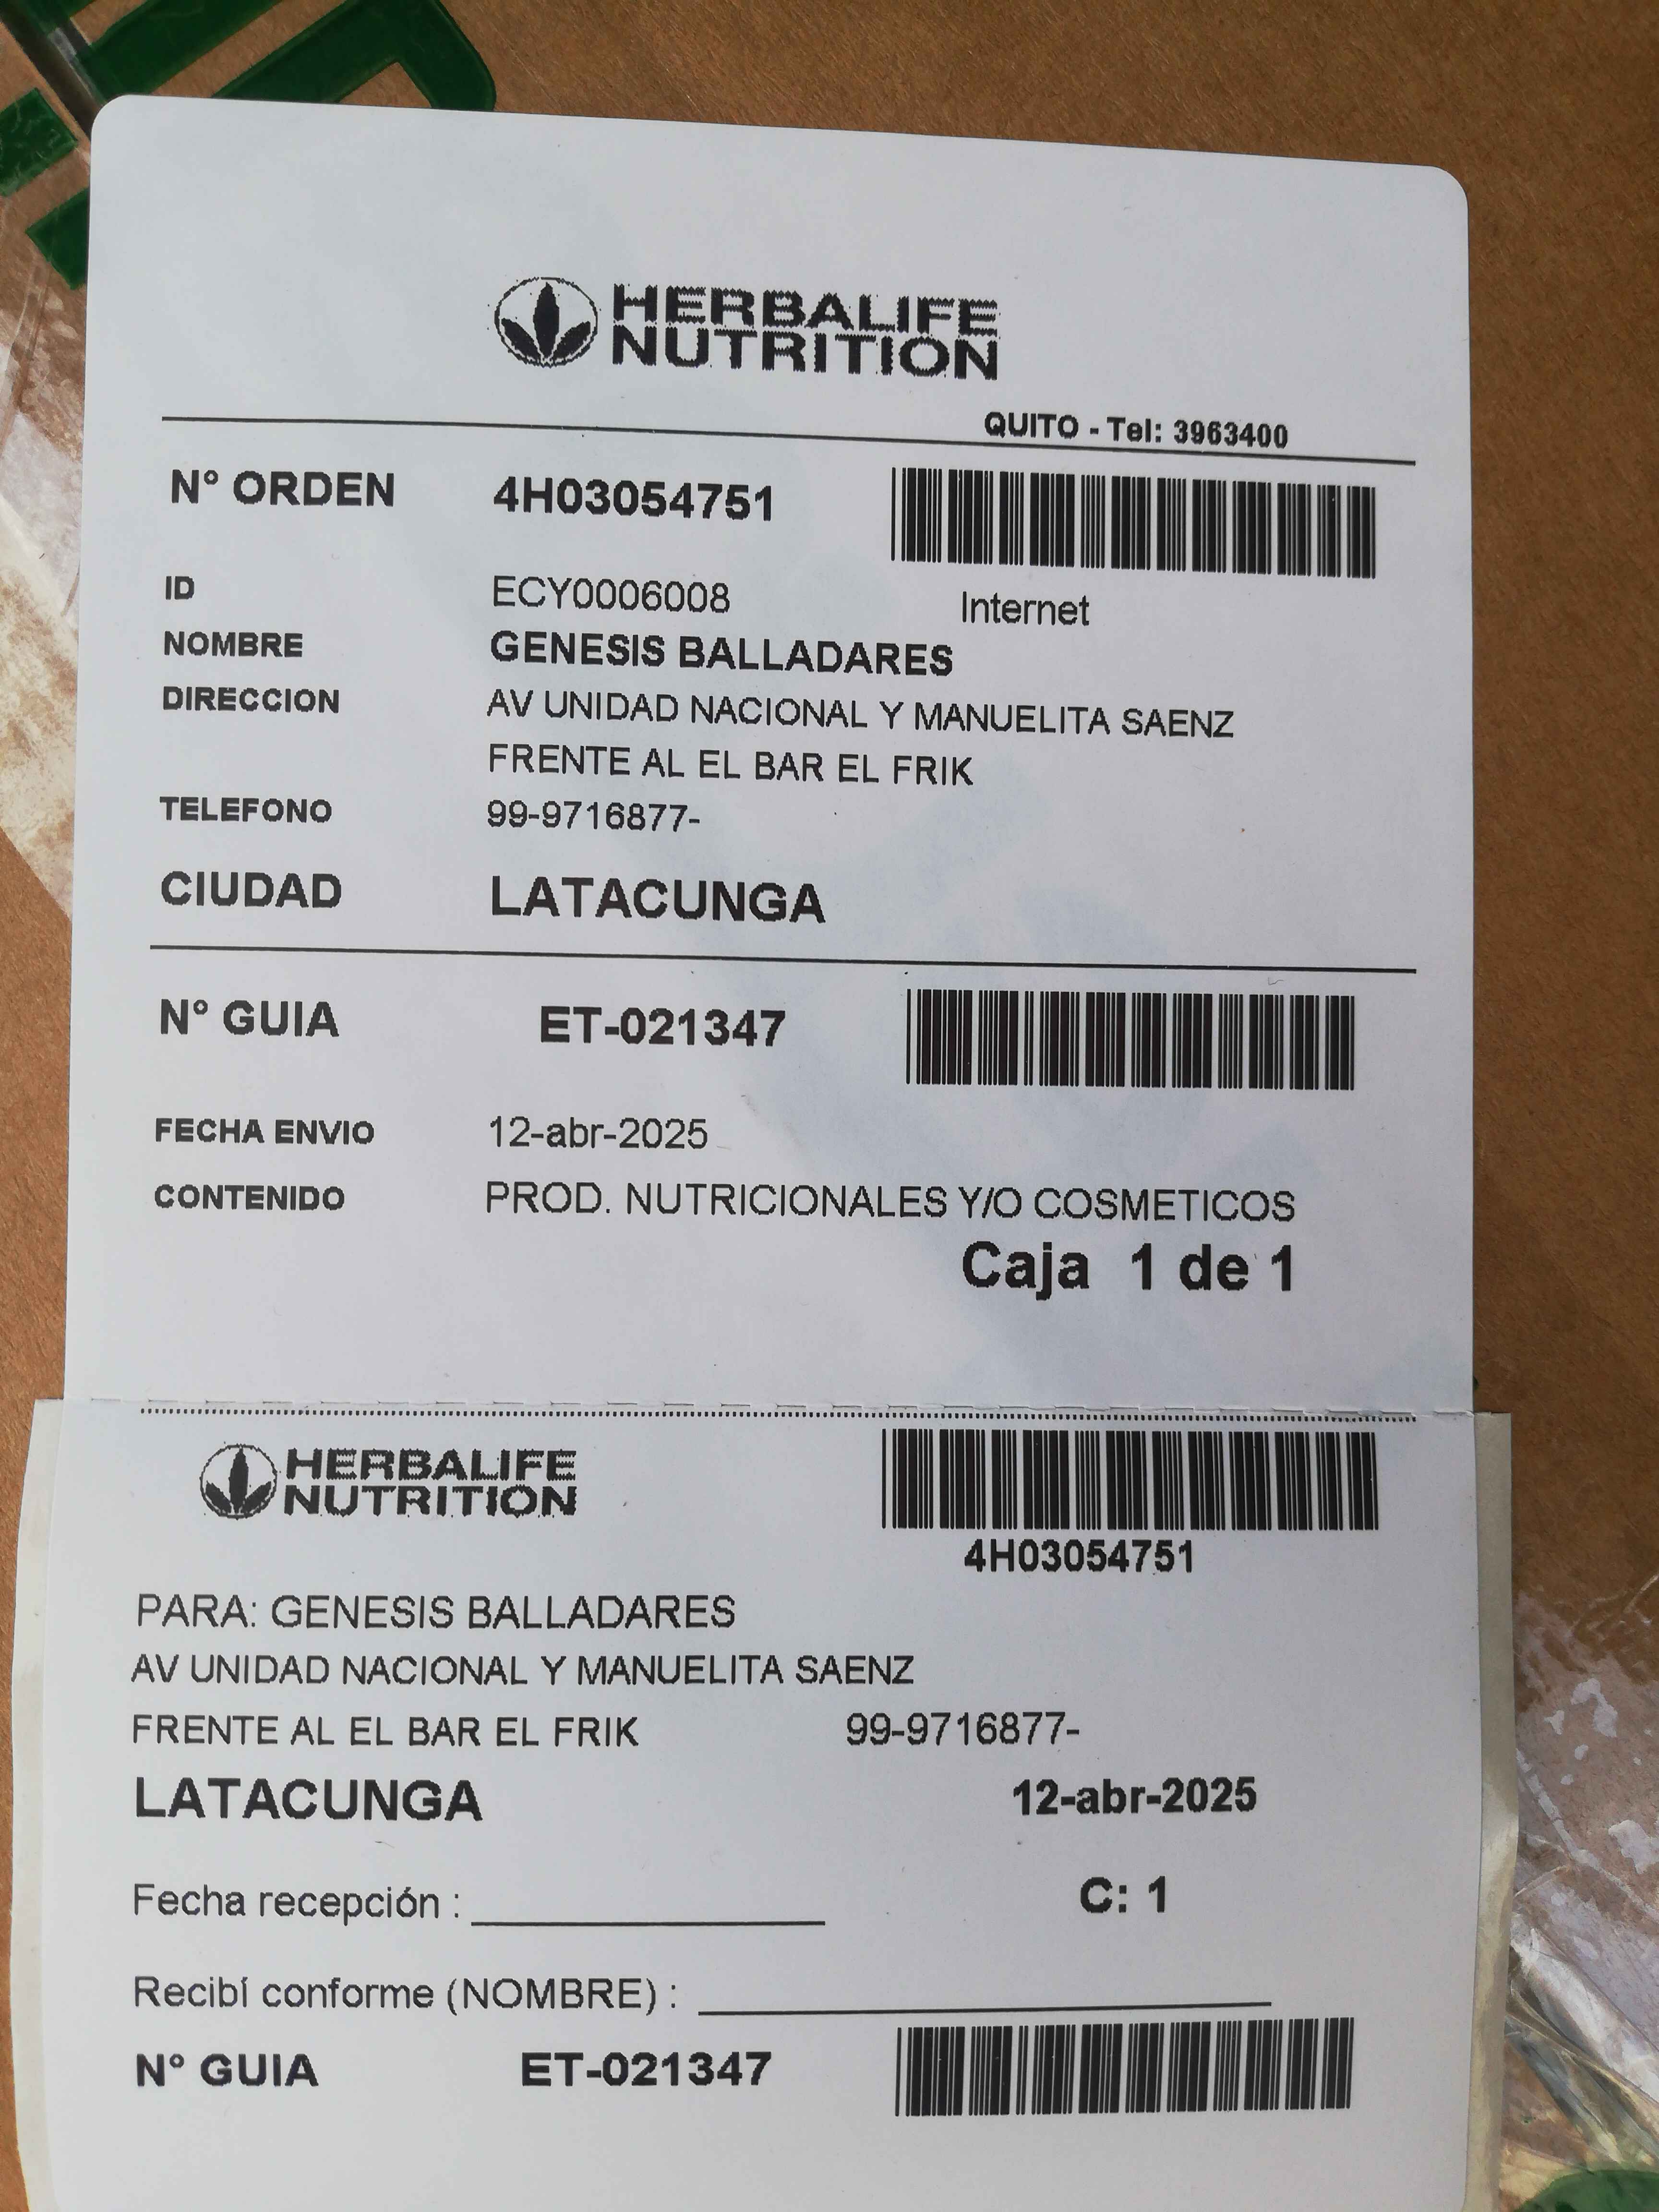 HERBALIFE
NUTRITION
QUITO - Tel: 3963400
N° ORDEN 4H03054751
ID ECY0006008 Internet
NOMBRE GENESIS BALLADARES
DIRECCION AV UNIDAD NACIONAL Y MANUELITA SAENZ
FRENTE AL EL BAR EL FRIK
TELEFONO 99-9716877-
CIUDAD LATACUNGA
N° GUIA ET-021347
FECHA ENVIO 12-abr-2025
CONTENIDO PROD. NUTRICIONALES Y/O COSMETICOS
Caja 1 de 1
HERBALIFE
NUTRITION
4H03054751
PARA: GENESIS BALLADARES
AV UNIDAD NACIONAL Y MANUELITA SAENZ
FRENTE AL EL BAR EL FRIK 99-9716877-
LATACUNGA 12-abr-2025
Fecha recepción : C: 1
Recibí conforme (NOMBRE) :
N° GUIA ET-021347